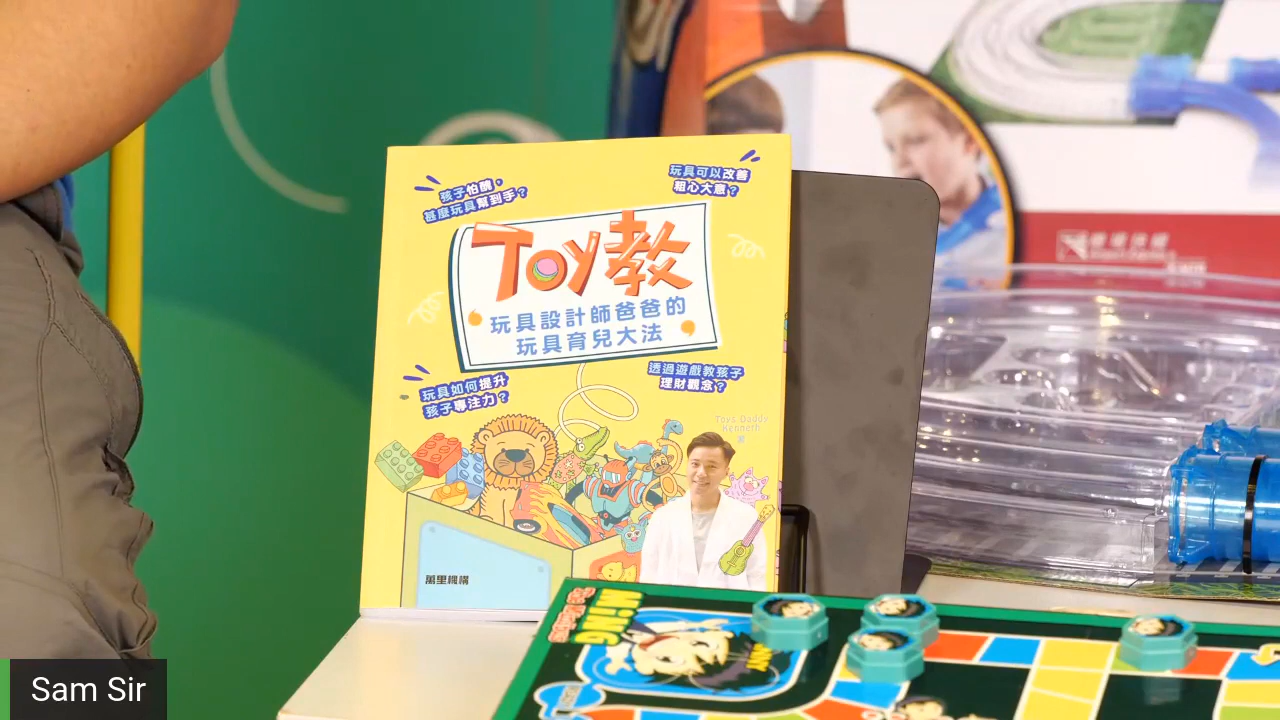 孩子怕醜，
甚麼玩具幫到手？
玩具可以改善
粗心大意？
Toy教
玩具設計師爸爸的
玩具育兒大法
玩具如何提升
孩子專注力？
透過遊戲教孩子
理財觀念？
Toys Daddy
Kenneth
著
萬里機構
MiNG
Sam Sir